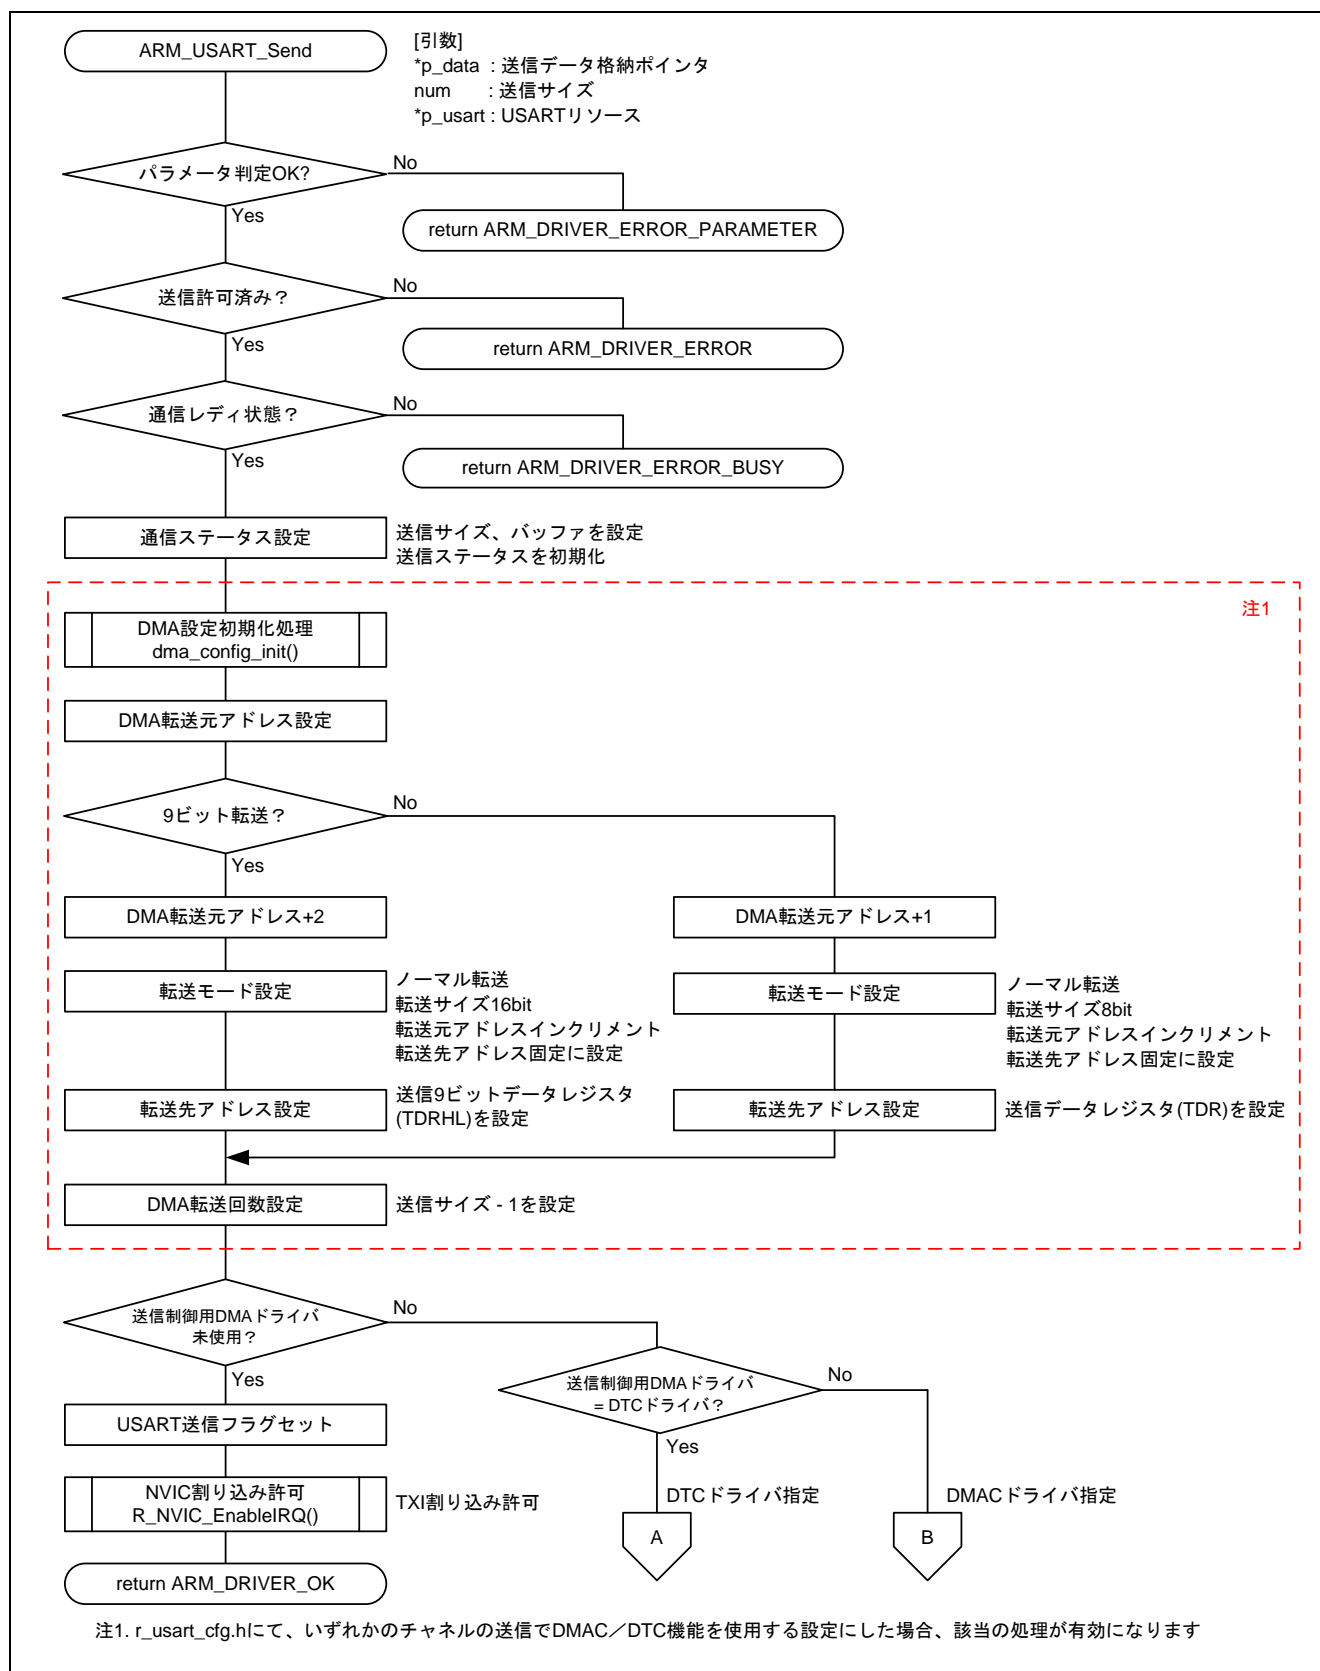 ARM_USART_Send
[引数]
*p_data : 送信データ格納ポインタ
num : 送信サイズ
*p_usart : USARTリソース
パラメータ判定OK?
No
Yes
return ARM_DRIVER_ERROR_PARAMETER
送信許可済み？
No
Yes
return ARM_DRIVER_ERROR
通信レディ状態？
No
Yes
return ARM_DRIVER_ERROR_BUSY
通信ステータス設定
送信サイズ、バッファを設定
送信ステータスを初期化
注1
DMA設定初期化処理
dma_config_init()
DMA転送元アドレス設定
9ビット転送？
No
Yes
DMA転送元アドレス+2
DMA転送元アドレス+1
転送モード設定
ノーマル転送
転送サイズ16bit
転送元アドレスインクリメント
転送先アドレス固定に設定
転送モード設定
ノーマル転送
転送サイズ8bit
転送元アドレスインクリメント
転送先アドレス固定に設定
転送先アドレス設定
送信9ビットデータレジスタ
(TDRHL)を設定
転送先アドレス設定
送信データレジスタ(TDR)を設定
DMA転送回数設定
送信サイズ - 1を設定
送信制御用DMAドライバ
未使用？
No
Yes
送信制御用DMAドライバ
= DTCドライバ？
No
Yes
USART送信フラグセット
NVIC割り込み許可
R_NVIC_EnableIRQ()
TXI割り込み許可
DTCドライバ指定
DMACドライバ指定
A
B
return ARM_DRIVER_OK
注1. r_usart_cfg.hにて、いずれかのチャネルの送信でDMAC／DTC機能を使用する設定にした場合、該当の処理が有効になります